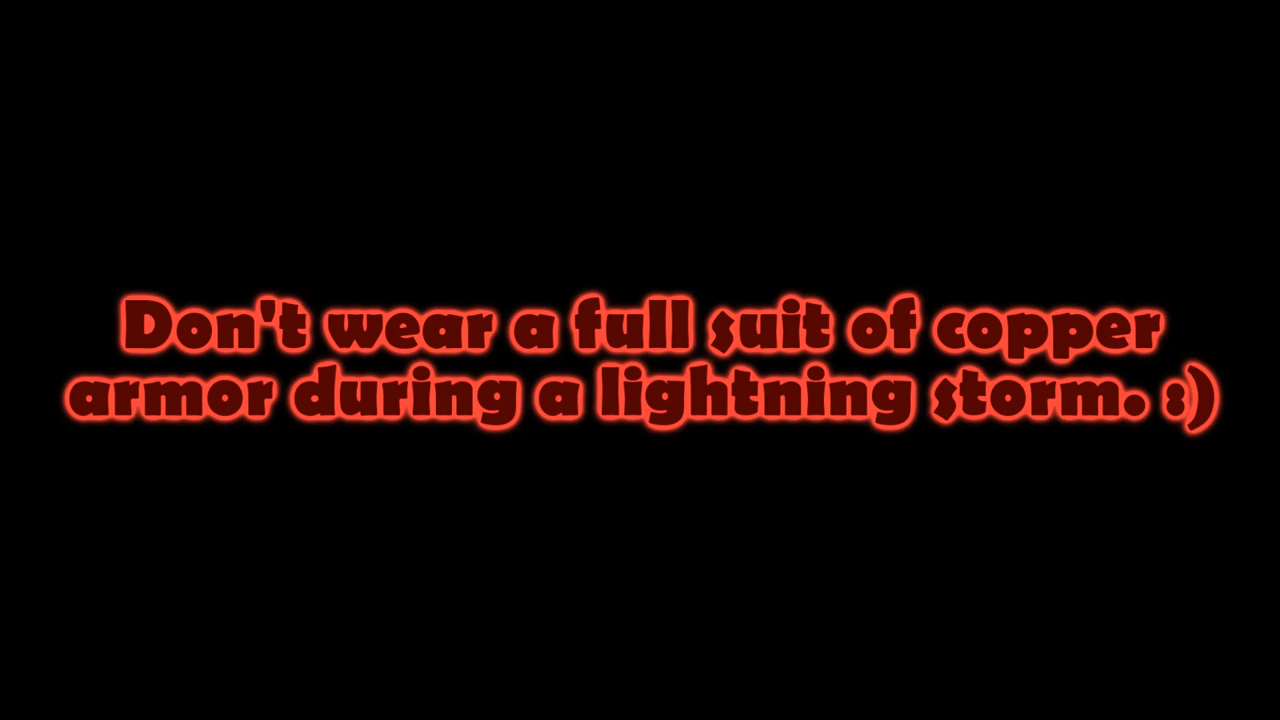 Don't wear a full suit of copper
armor during a lightning storm. :)